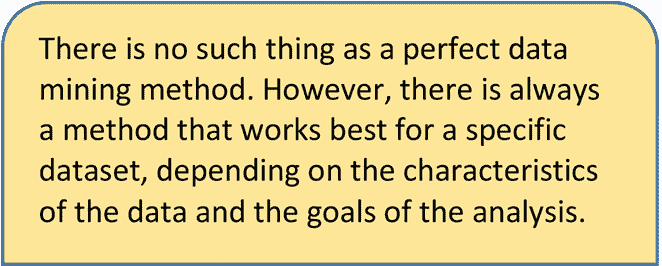 There is no such thing as a perfect data
mining method. However, there is always
a method that works best for a specific
dataset, depending on the characteristics
of the data and the goals of the analysis.